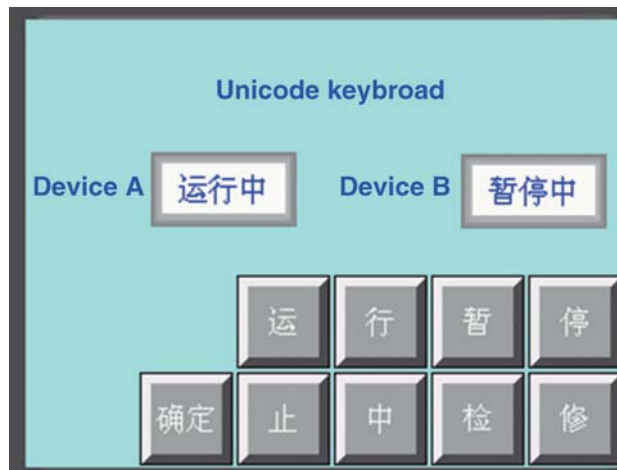 Unicode keybroad
Device A 运行中 Device B 暂停中
运 行 暂 停
确定 止 中 检 修